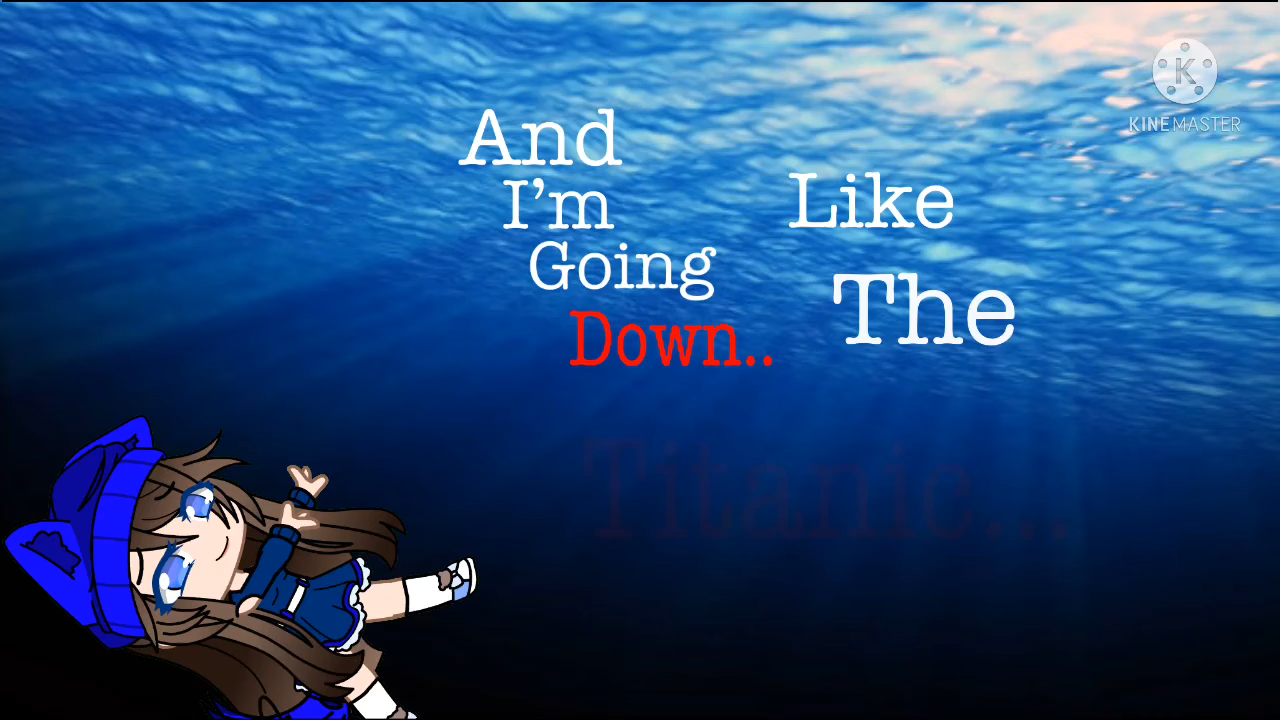 And
I'm
Going
Down..
Like
The
Titanic...
KINEMASTER